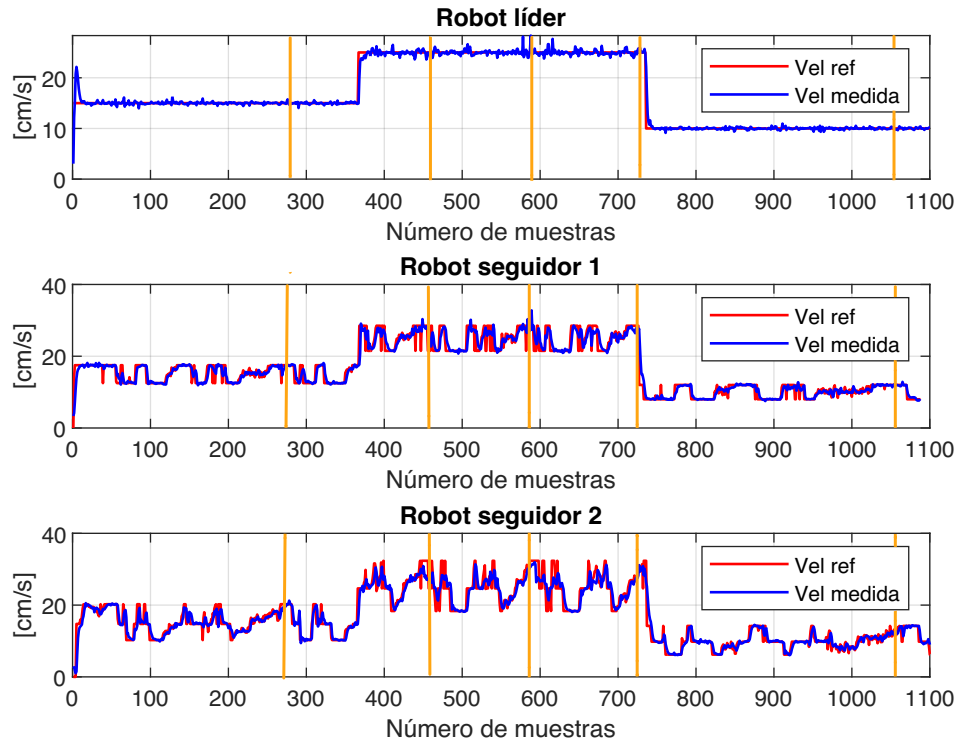 Robot líder
[cm/s]
20
10
0
Vel ref
Vel medida
0 100 200 300 400 500 600 700 800 900 1000 1100
Número de muestras
Robot seguidor 1
[cm/s]
40
20
0
Vel ref
Vel medida
0 100 200 300 400 500 600 700 800 900 1000 1100
Número de muestras
Robot seguidor 2
[cm/s]
40
20
0
Vel ref
Vel medida
0 100 200 300 400 500 600 700 800 900 1000 1100
Número de muestras